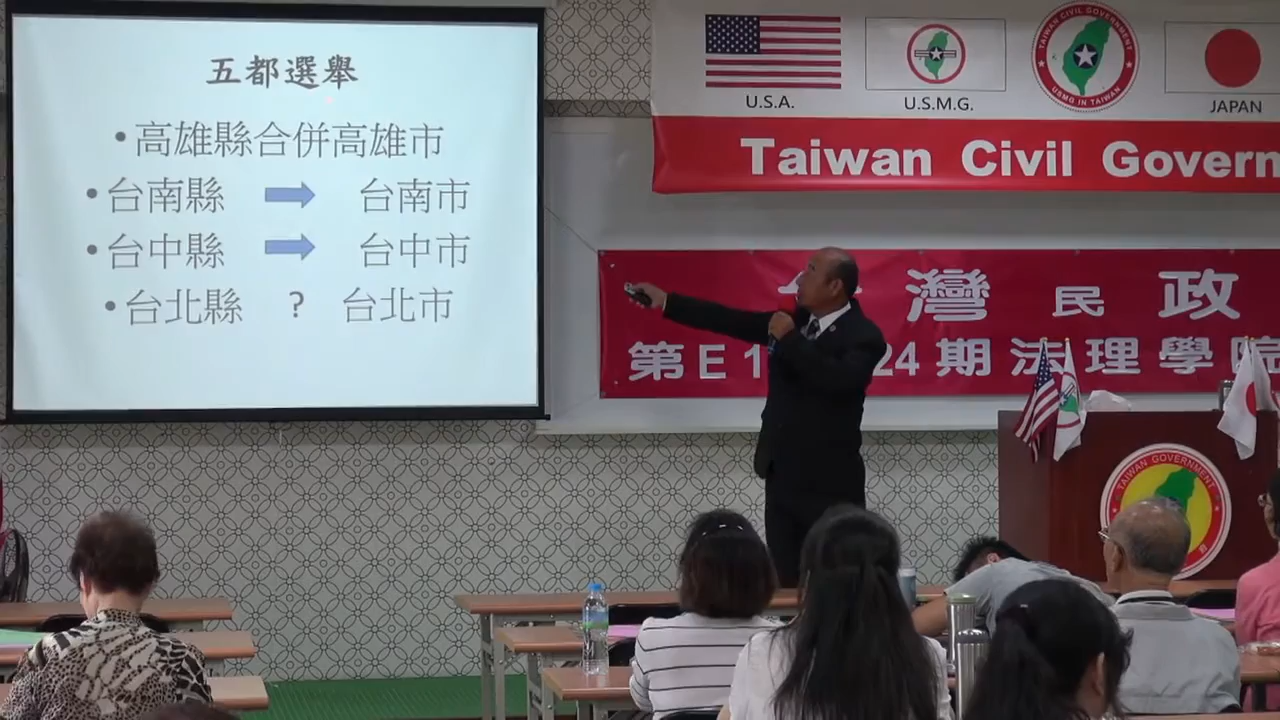 五都選舉
•高雄縣合併高雄市
•台南縣 ➡ 台南市
•台中縣 ➡ 台中市
•台北縣 ? 台北市
U.S.A.
U.S.M.G.
TAIWAN CIVIL GOVERNMENT
USMG IN TAIWAN
JAPAN
Taiwan Civil Govern
灣 民 政
第E1 24期法理學院
TAIWAN GOVERNMENT